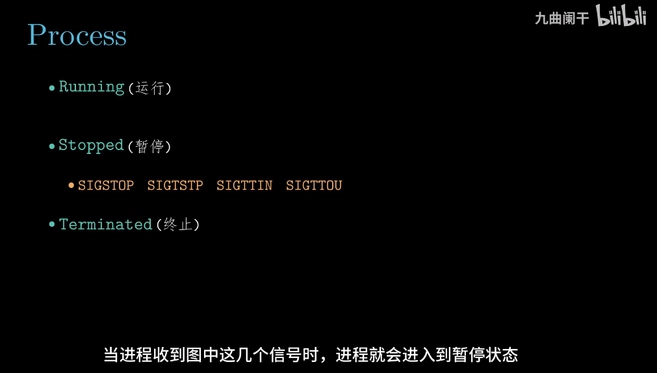 九曲阑干 bilibili
Process
Running(运行)
Stopped(暂停)
SIGSTOP SIGTSTP SIGTTIN SIGTTOU
Terminated(终止)
当进程收到图中这几个信号时，进程就会进入到暂停状态